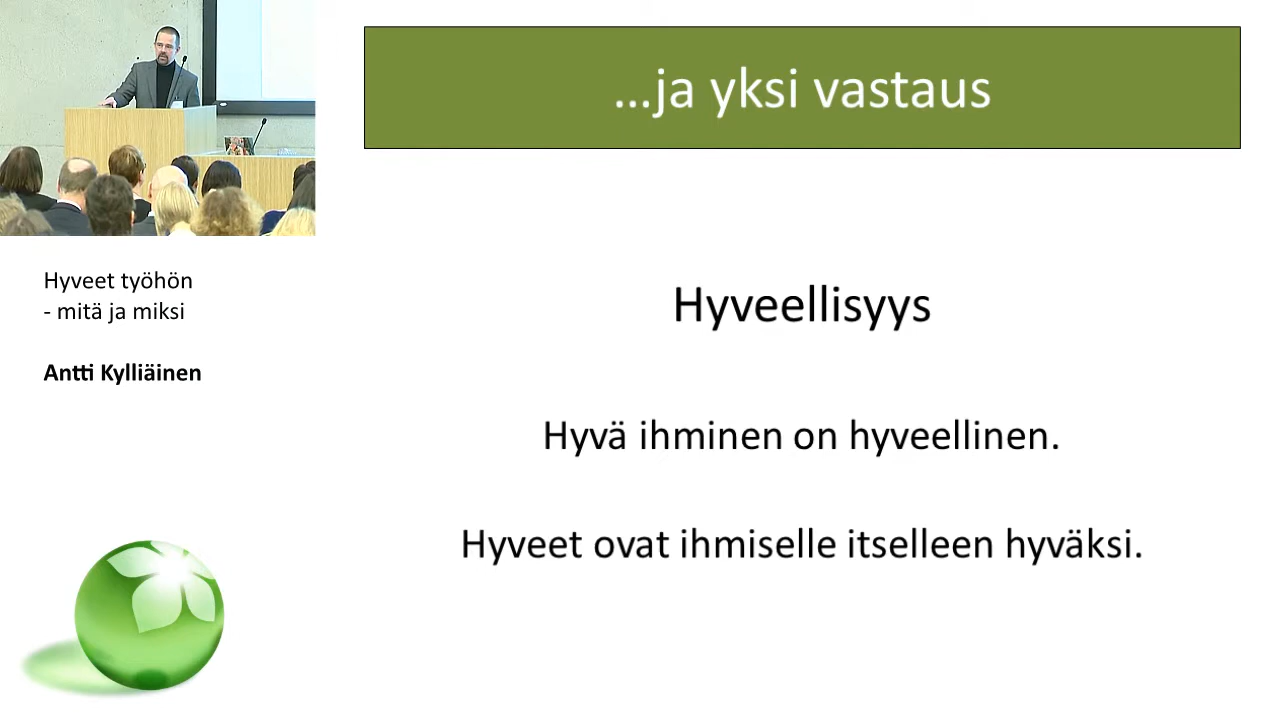 ...ja yksi vastaus
Hyveet työhön
- mitä ja miksi
Antti Kylliäinen
Hyveellisyys
Hyvä ihminen on hyveellinen.
Hyveet ovat ihmiselle itselleen hyväksi.